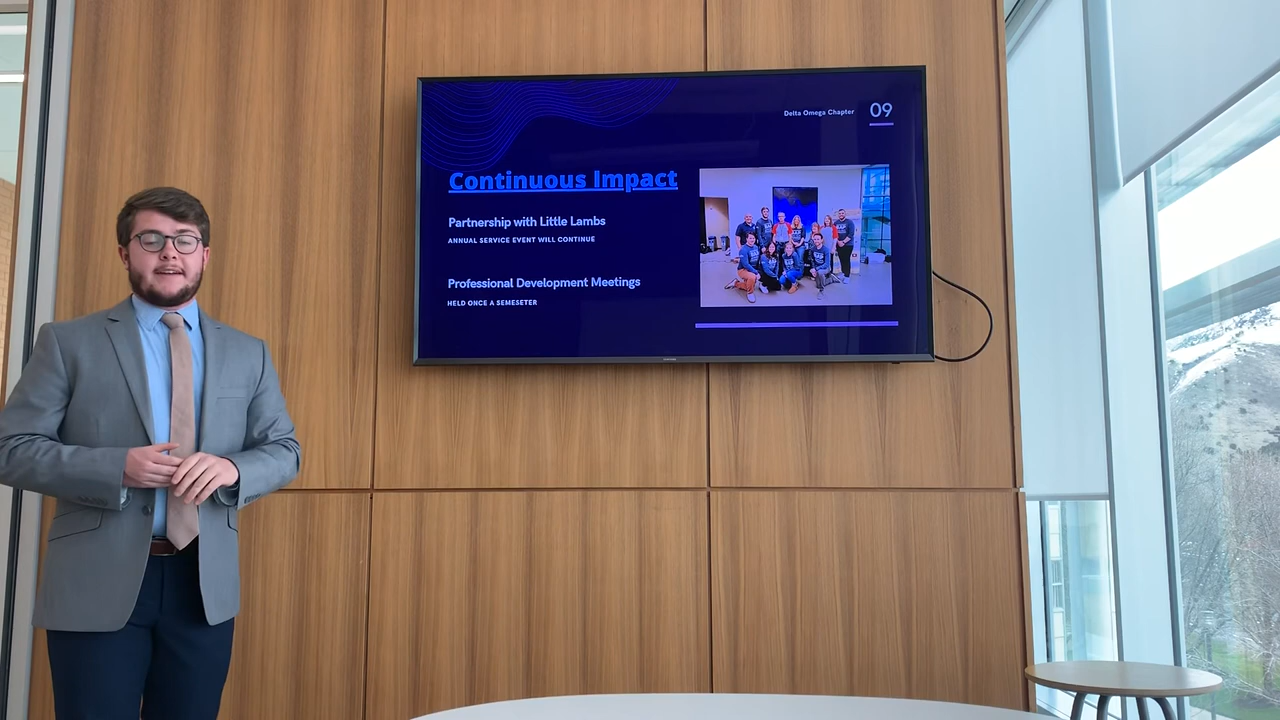 Delta Omega Chapter 09
Continuous Impact
Partnership with Little Lambs
ANNUAL SERVICE EVENT WILL CONTINUE
Professional Development Meetings
HELD ONCE A SEMESETER
SAMSUNG